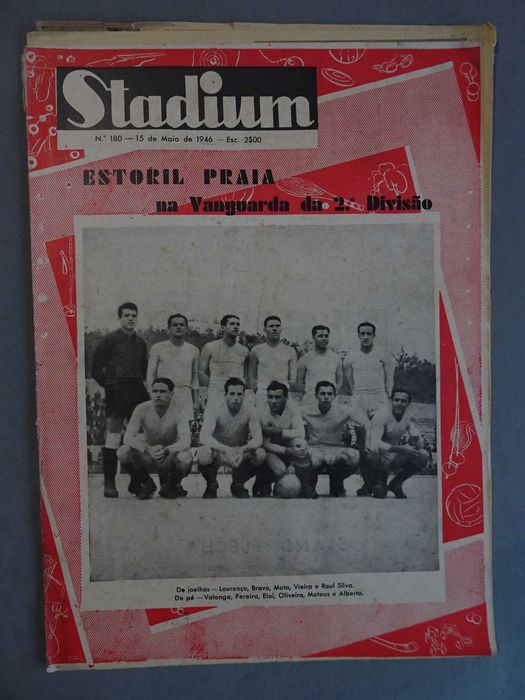 Stadium
N.º 180 — 15 de Maio de 1946 — Esc. 2$00
ESTORIL PRAIA
na Vanguarda da 2.ª Divisão
De joelhos — Lourenço, Bravo, Mota, Vieira e Raul Silva.
De pé — Valongo, Pereira, Eloi, Oliveira, Mateus e Alberto.